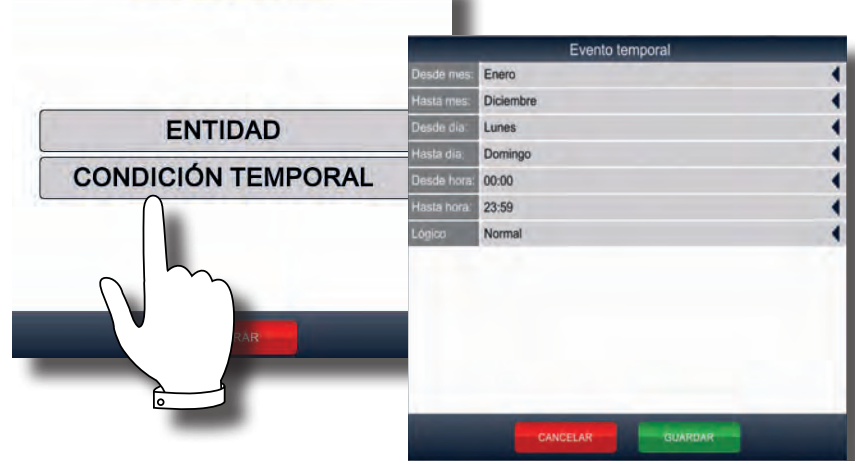 ENTIDAD
CONDICIÓN TEMPORAL
Evento temporal
Desde mes: Enero
Hasta mes: Diciembre
Desde día: Lunes
Hasta día: Domingo
Desde hora: 00:00
Hasta hora: 23:59
Lógico Normal
CANCELAR GUARDAR